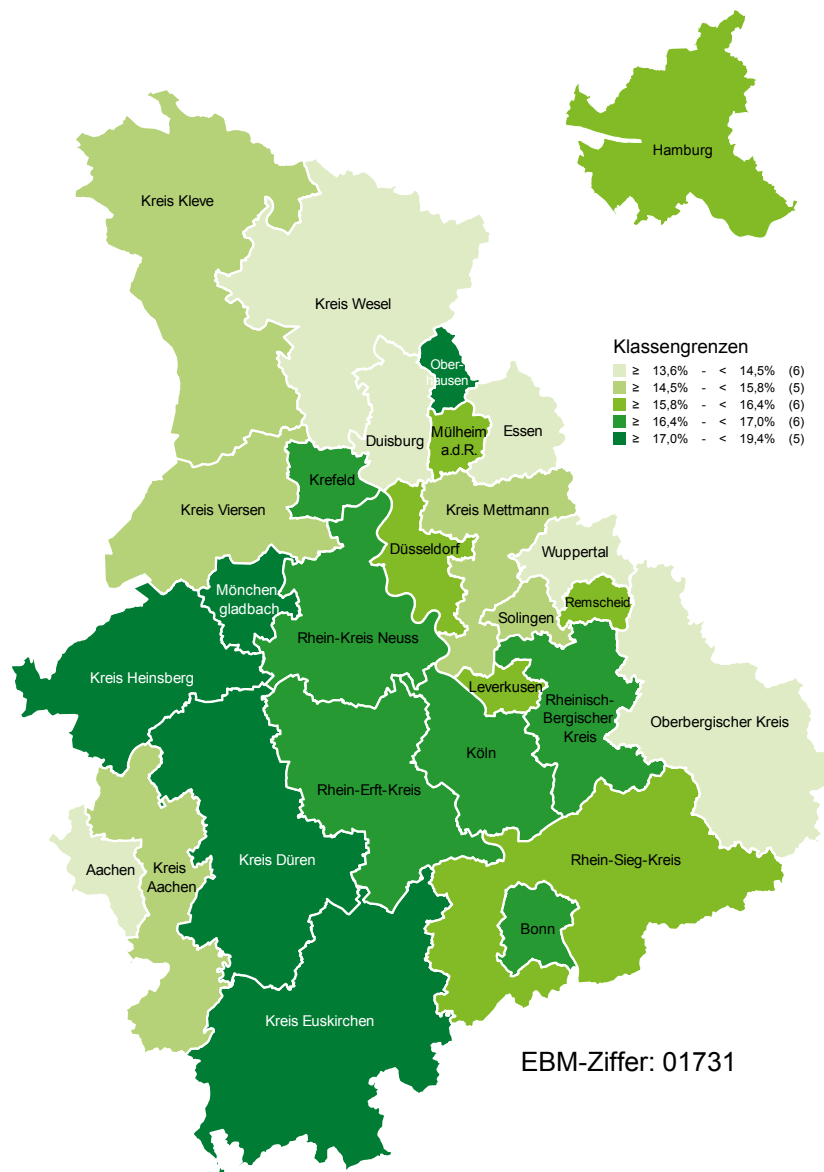 Hamburg
Kreis Kleve
Kreis Wesel
Klassengrenzen
≥ 13,6% - < 14,5% (6)
≥ 14,5% - < 15,8% (5)
≥ 15,8% - < 16,4% (6)
≥ 16,4% - < 17,0% (6)
≥ 17,0% - < 19,4% (5)
Ober-
hausen
Duisburg
Mülheim
a.d.R.
Essen
Krefeld
Kreis Viersen
Kreis Mettmann
Düsseldorf
Wuppertal
Mönchen
gladbach
Solingen
Remscheid
Rhein-Kreis Neuss
Kreis Heinsberg
Leverkusen
Rheinisch-
Bergischer
Kreis
Oberbergischer Kreis
Köln
Rhein-Erft-Kreis
Aachen
Kreis
Aachen
Kreis Düren
Rhein-Sieg-Kreis
Bonn
Kreis Euskirchen
EBM-Ziffer: 01731